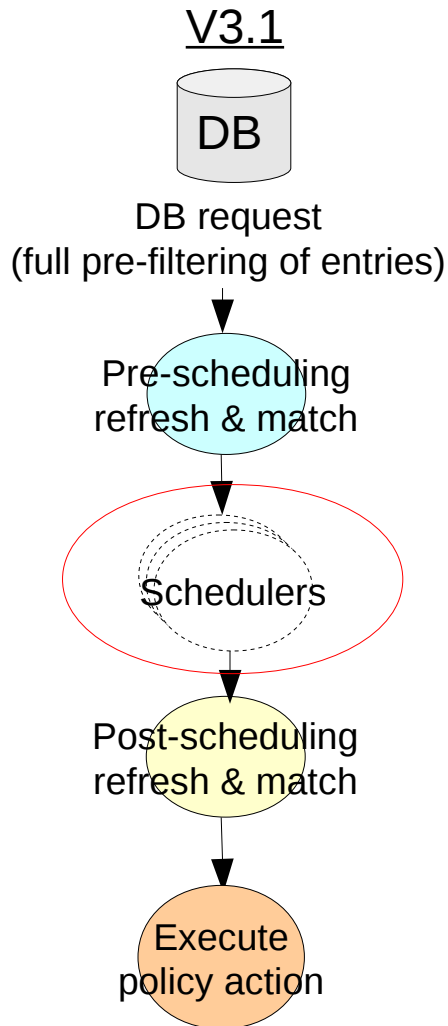 V3.1
DB
DB request
(full pre-filtering of entries)
Pre-scheduling
refresh & match
Schedulers
Post-scheduling
refresh & match
Execute
policy action